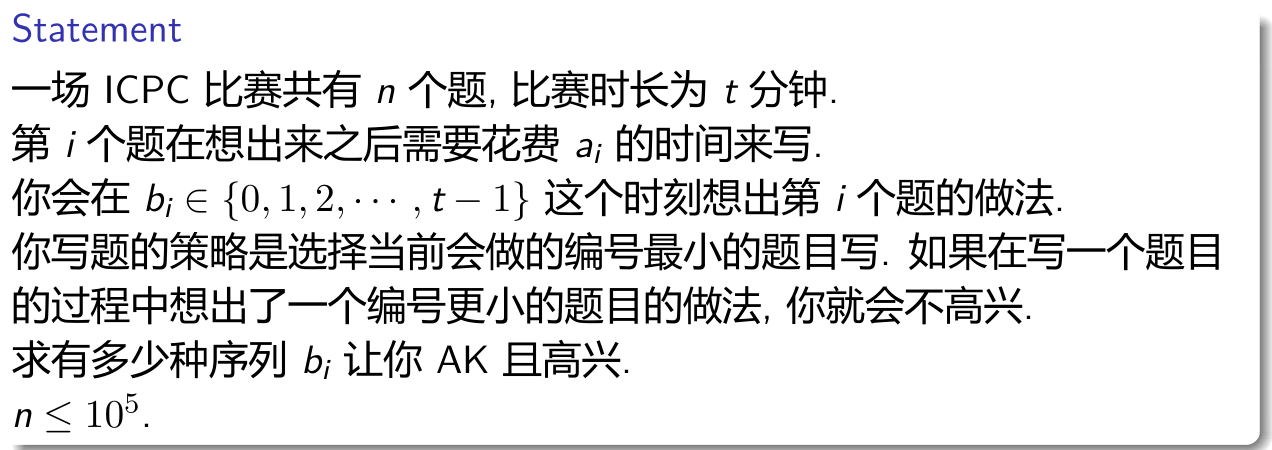 Statement
一场 ICPC 比赛共有 n 个题, 比赛时长为 t 分钟.
第 i 个题在想出来之后需要花费 a_i 的时间来写.
你会在 b_i ∈ {0, 1, 2, ⋯ , t − 1} 这个时刻想出第 i 个题的做法.
你写题的策略是选择当前会做的编号最小的题目写. 如果在写一个题目
的过程中想出了一个编号更小的题目的做法, 你就会不高兴.
求有多少种序列 b_i 让你 AK 且高兴.
n ≤ 10^5.